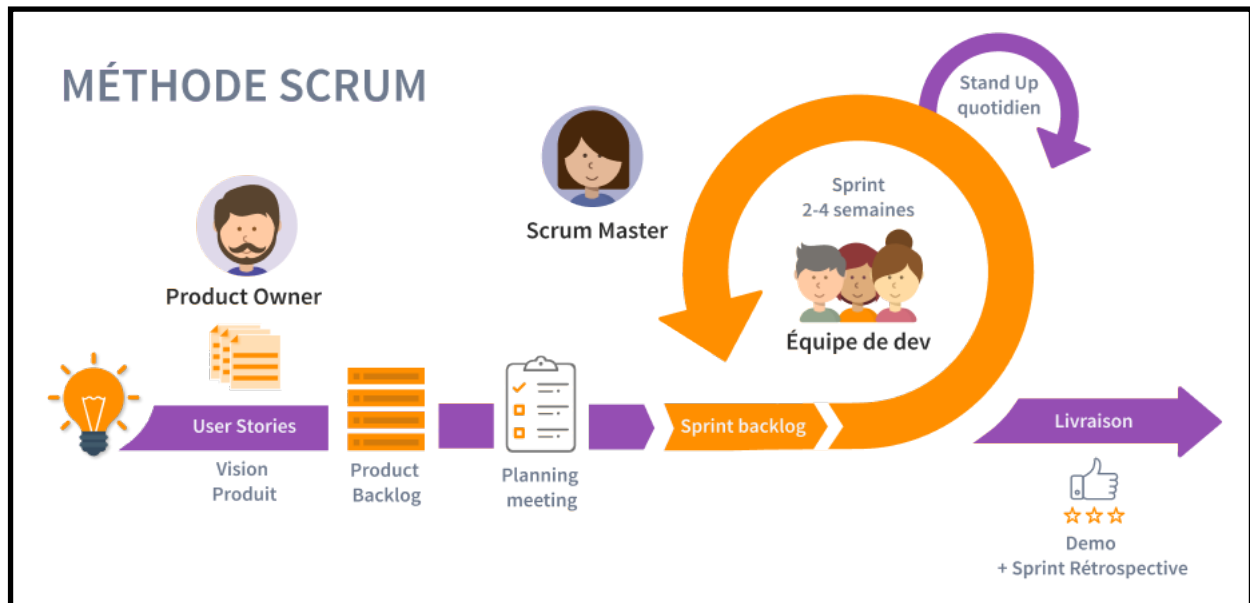 MÉTHODE SCRUM
Stand Up
quotidien
Sprint
2-4 semaines
Scrum Master
Product Owner
Équipe de dev
User Stories
Sprint backlog
Livraison
Vision
Produit
Product
Backlog
Planning
meeting
Demo
+ Sprint Rétrospective